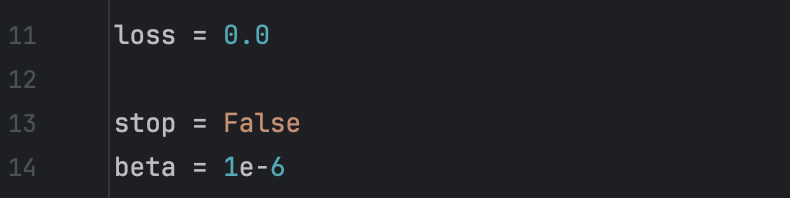 11 loss = 0.0
12
13 stop = False
14 beta = 1e-6